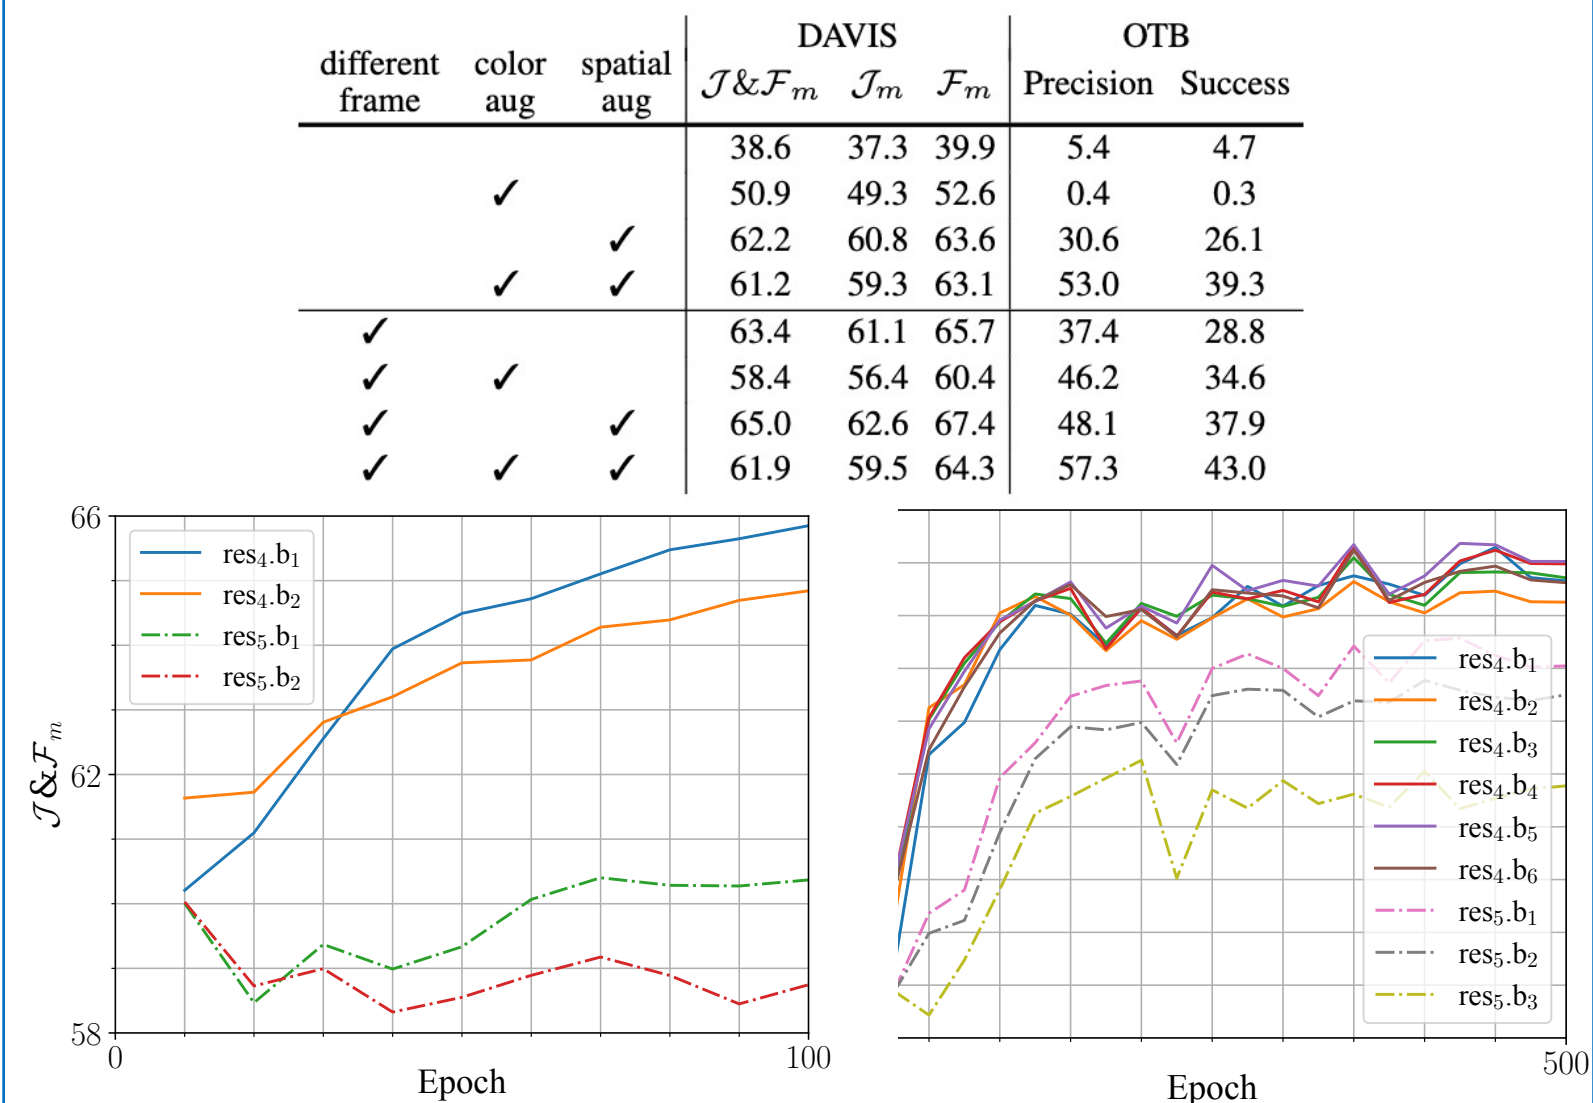 DAVIS OTB
different color spatial
frame aug aug 𝒥&ℱₘ 𝒥ₘ ℱₘ Precision Success
38.6 37.3 39.9 5.4 4.7
✓ 50.9 49.3 52.6 0.4 0.3
✓ 62.2 60.8 63.6 30.6 26.1
✓ ✓ 61.2 59.3 63.1 53.0 39.3
✓ 63.4 61.1 65.7 37.4 28.8
✓ ✓ 58.4 56.4 60.4 46.2 34.6
✓ ✓ 65.0 62.6 67.4 48.1 37.9
✓ ✓ ✓ 61.9 59.5 64.3 57.3 43.0
66
62
58
𝒥&ℱₘ
res₄.b₁
res₄.b₂
res₅.b₁
res₅.b₂
0 100
Epoch
res₄.b₁
res₄.b₂
res₄.b₃
res₄.b₄
res₄.b₅
res₄.b₆
res₅.b₁
res₅.b₂
res₅.b₃
500
Epoch